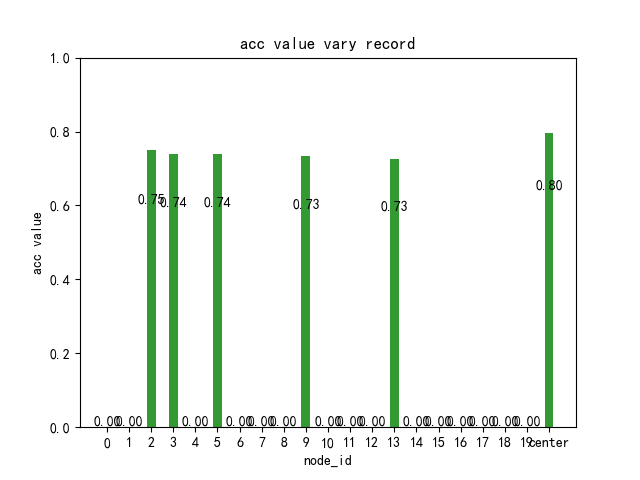 acc value vary record
1.0
0.8
0.6
0.4
0.2
0.0
acc value
0.00 0.00 0.75 0.74 0.00 0.74 0.00 0.00 0.00 0.73 0.00 0.00 0.00 0.73 0.00 0.00 0.00 0.00 0.00 0.00 0.80
0 1 2 3 4 5 6 7 8 9 10 11 12 13 14 15 16 17 18 19 center
node_id